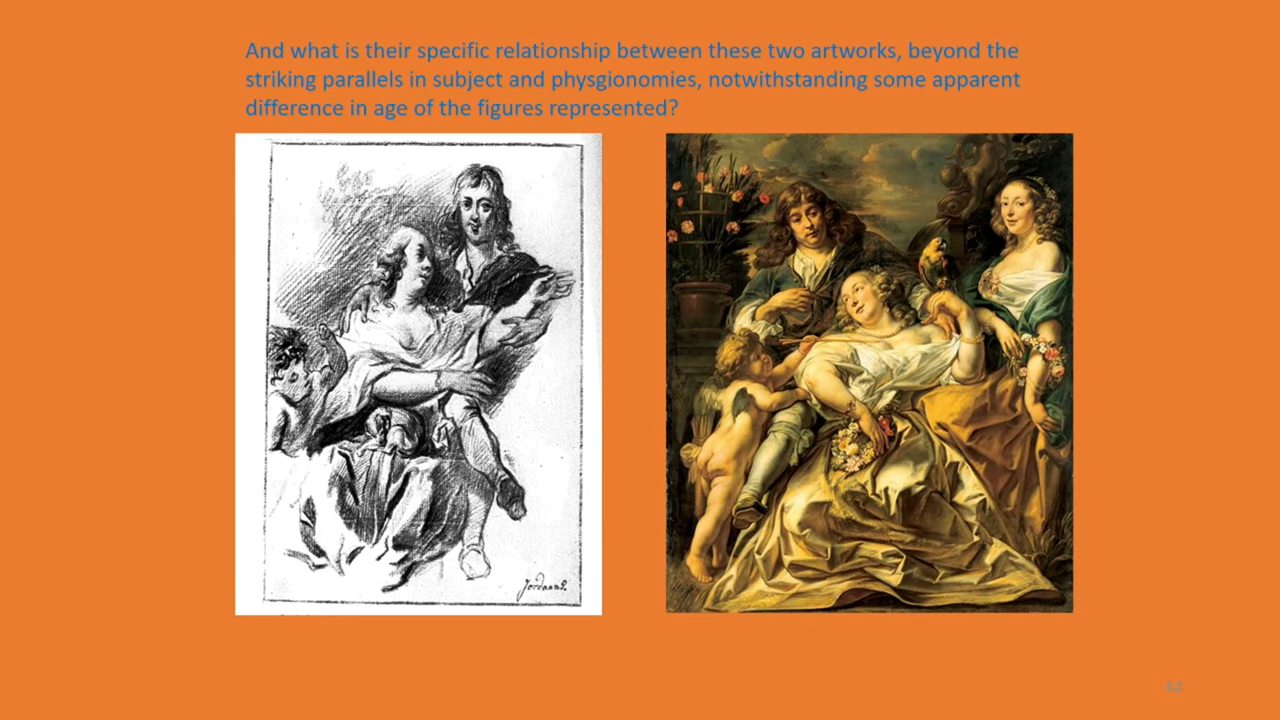 And what is their specific relationship between these two artworks, beyond the
striking parallels in subject and physgionomies, notwithstanding some apparent
difference in age of the figures represented?
Jordaans.
62